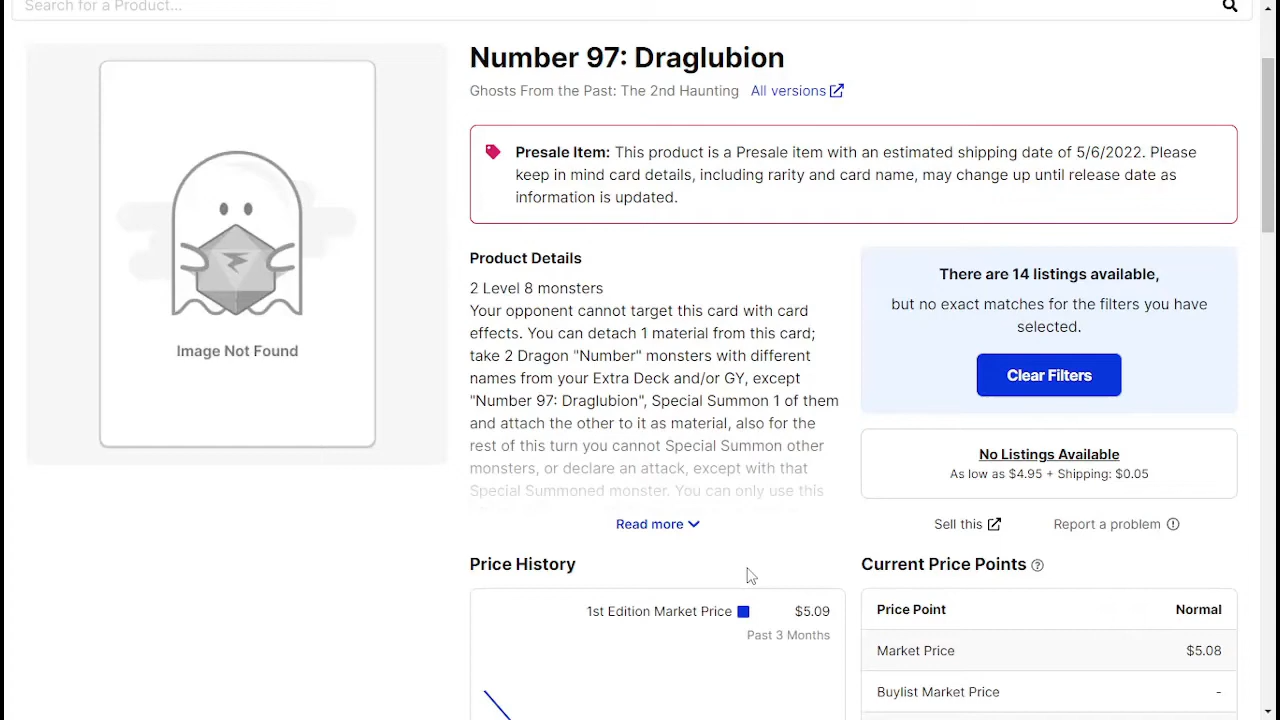 Search for a Product...
Number 97: Draglubion
Ghosts From the Past: The 2nd Haunting All versions
Presale Item: This product is a Presale item with an estimated shipping date of 5/6/2022. Please
keep in mind card details, including rarity and card name, may change up until release date as
information is updated.
Image Not Found
Product Details
2 Level 8 monsters
Your opponent cannot target this card with card
effects. You can detach 1 material from this card;
take 2 Dragon "Number" monsters with different
names from your Extra Deck and/or GY, except
"Number 97: Draglubion", Special Summon 1 of them
and attach the other to it as material, also for the
rest of this turn you cannot Special Summon other
monsters, or declare an attack, except with that
Special Summoned monster. You can only use this
Read more
There are 14 listings available,
but no exact matches for the filters you have
selected.
Clear Filters
No Listings Available
As low as $4.95 + Shipping: $0.05
Sell this Report a problem
Price History
1st Edition Market Price $5.09
Past 3 Months
Current Price Points
Price Point Normal
Market Price $5.08
Buylist Market Price -